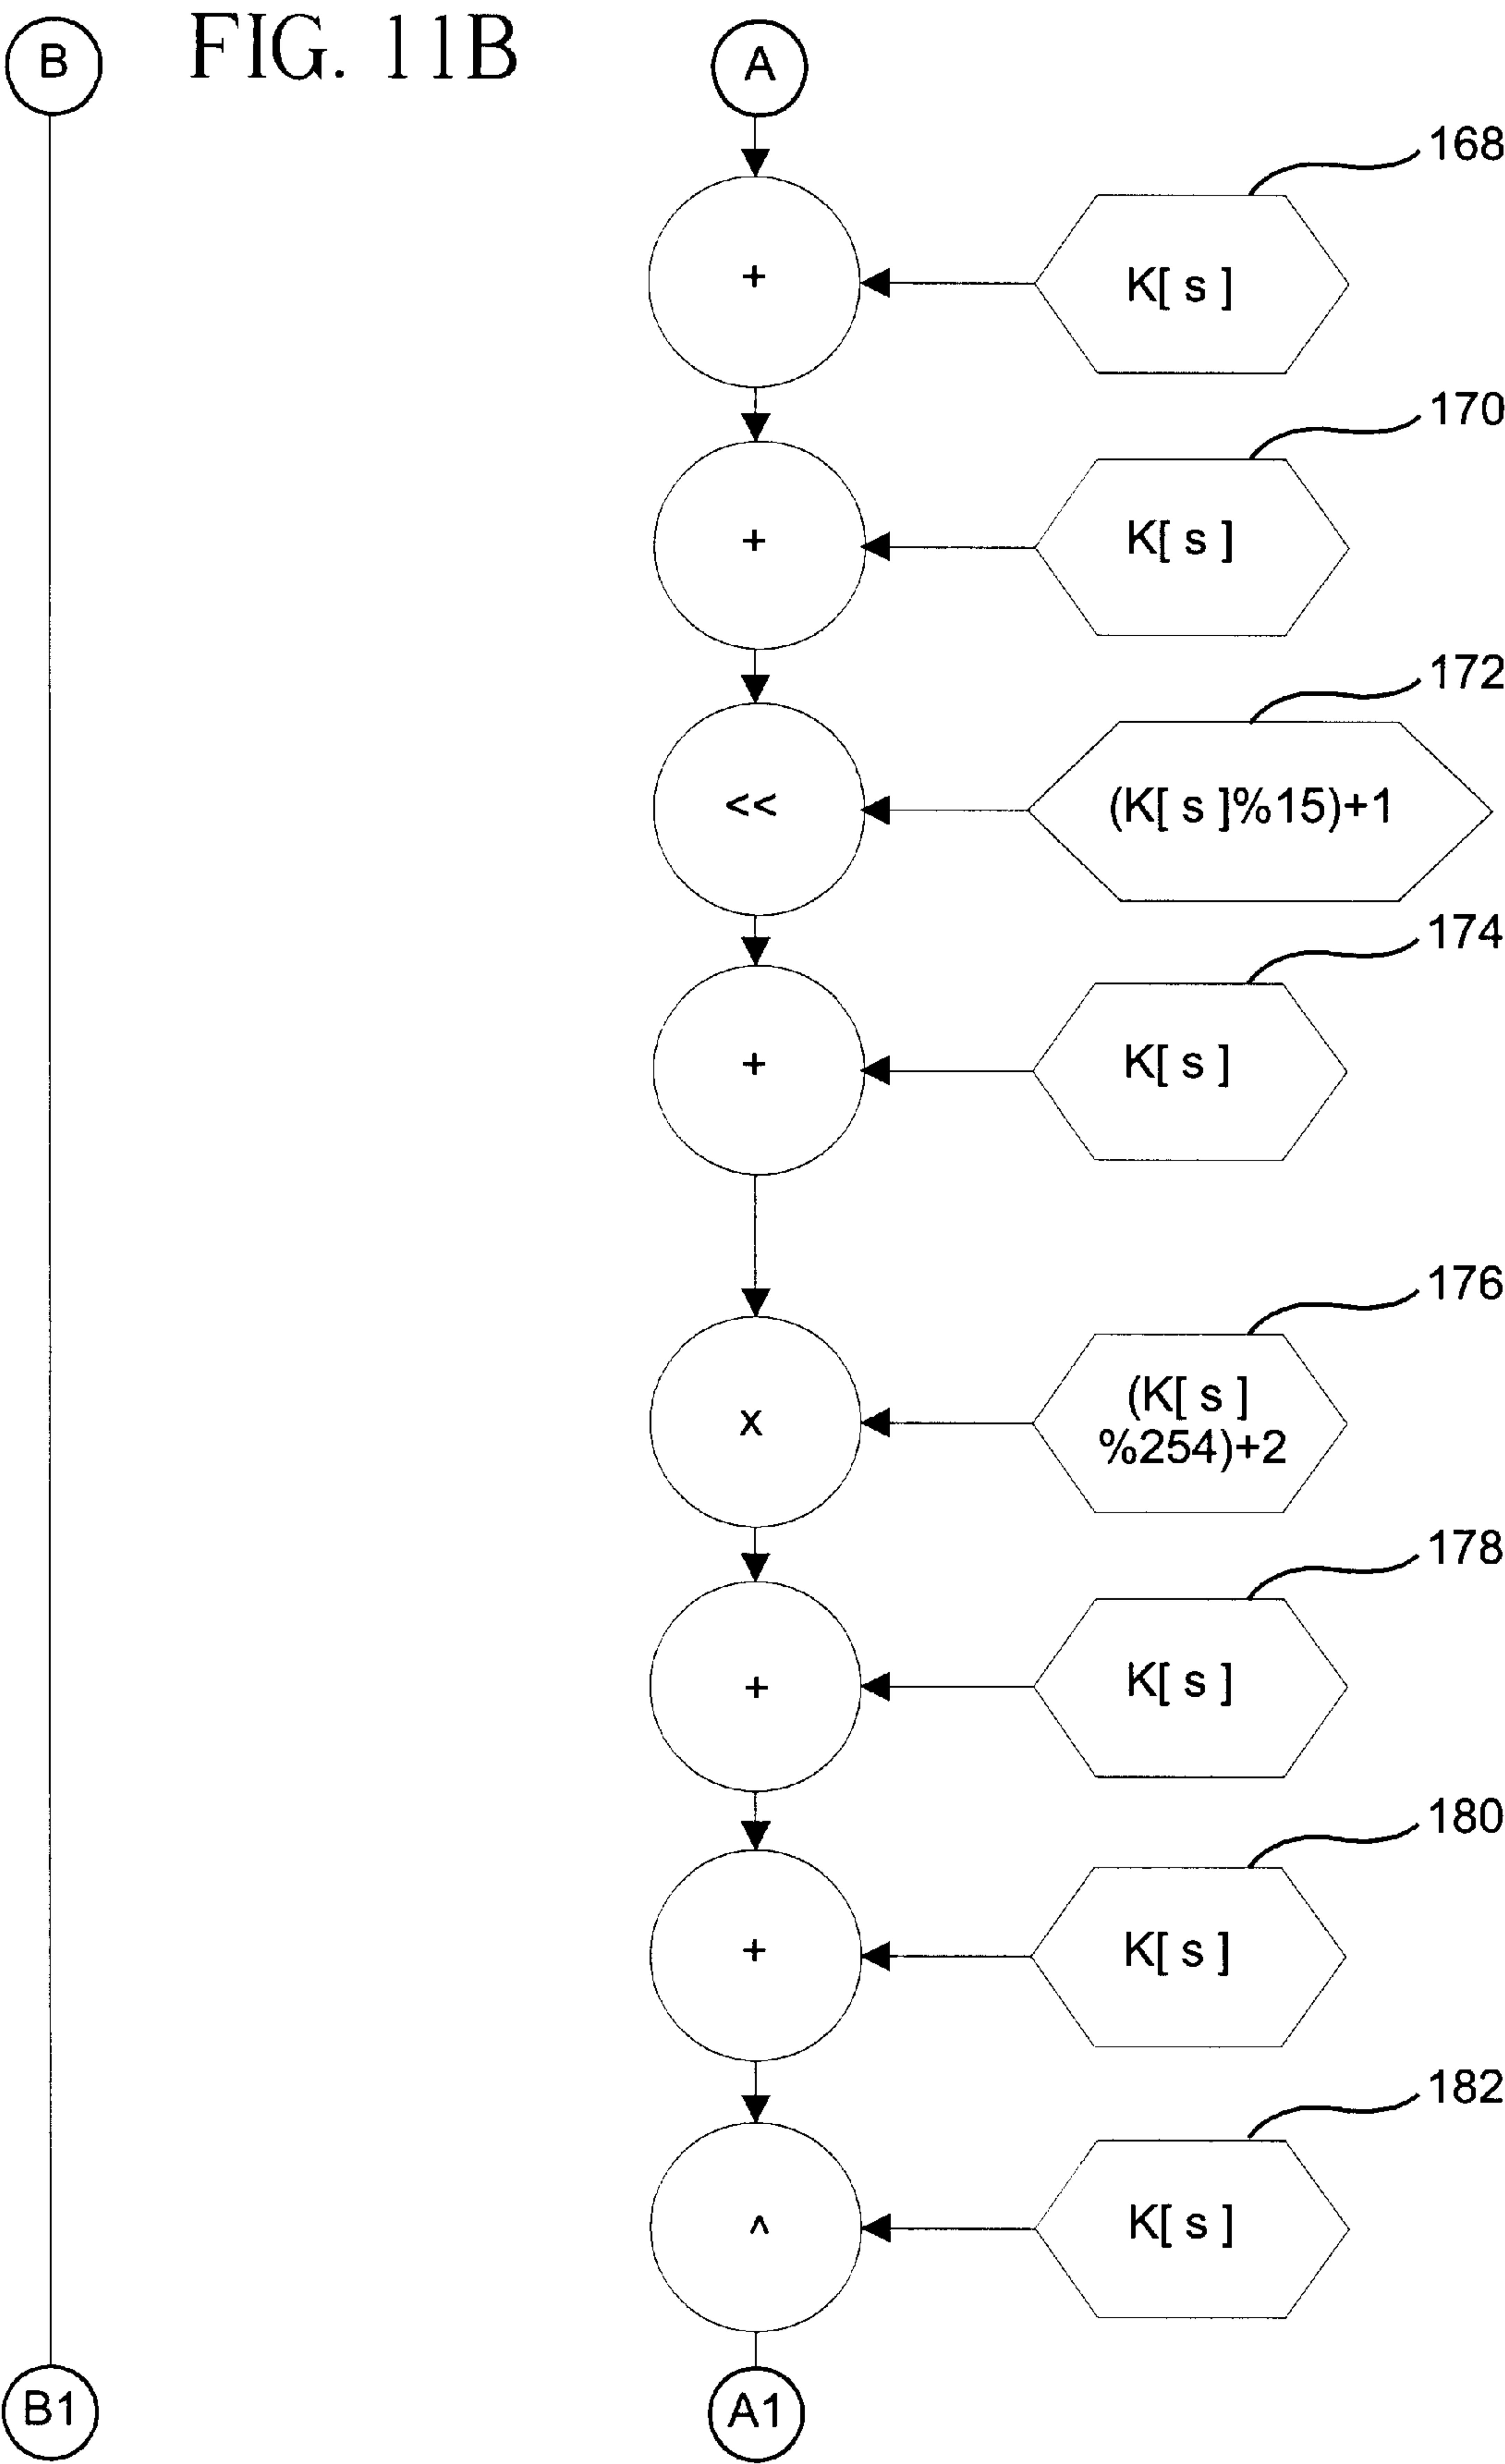 B
FIG. 11B
A
168
+
K[ s ]
170
+
K[ s ]
172
<<
(K[ s ]%15)+1
174
+
K[ s ]
176
x
(K[ s ]
%254)+2
178
+
K[ s ]
180
+
K[ s ]
182
^
K[ s ]
B1
A1